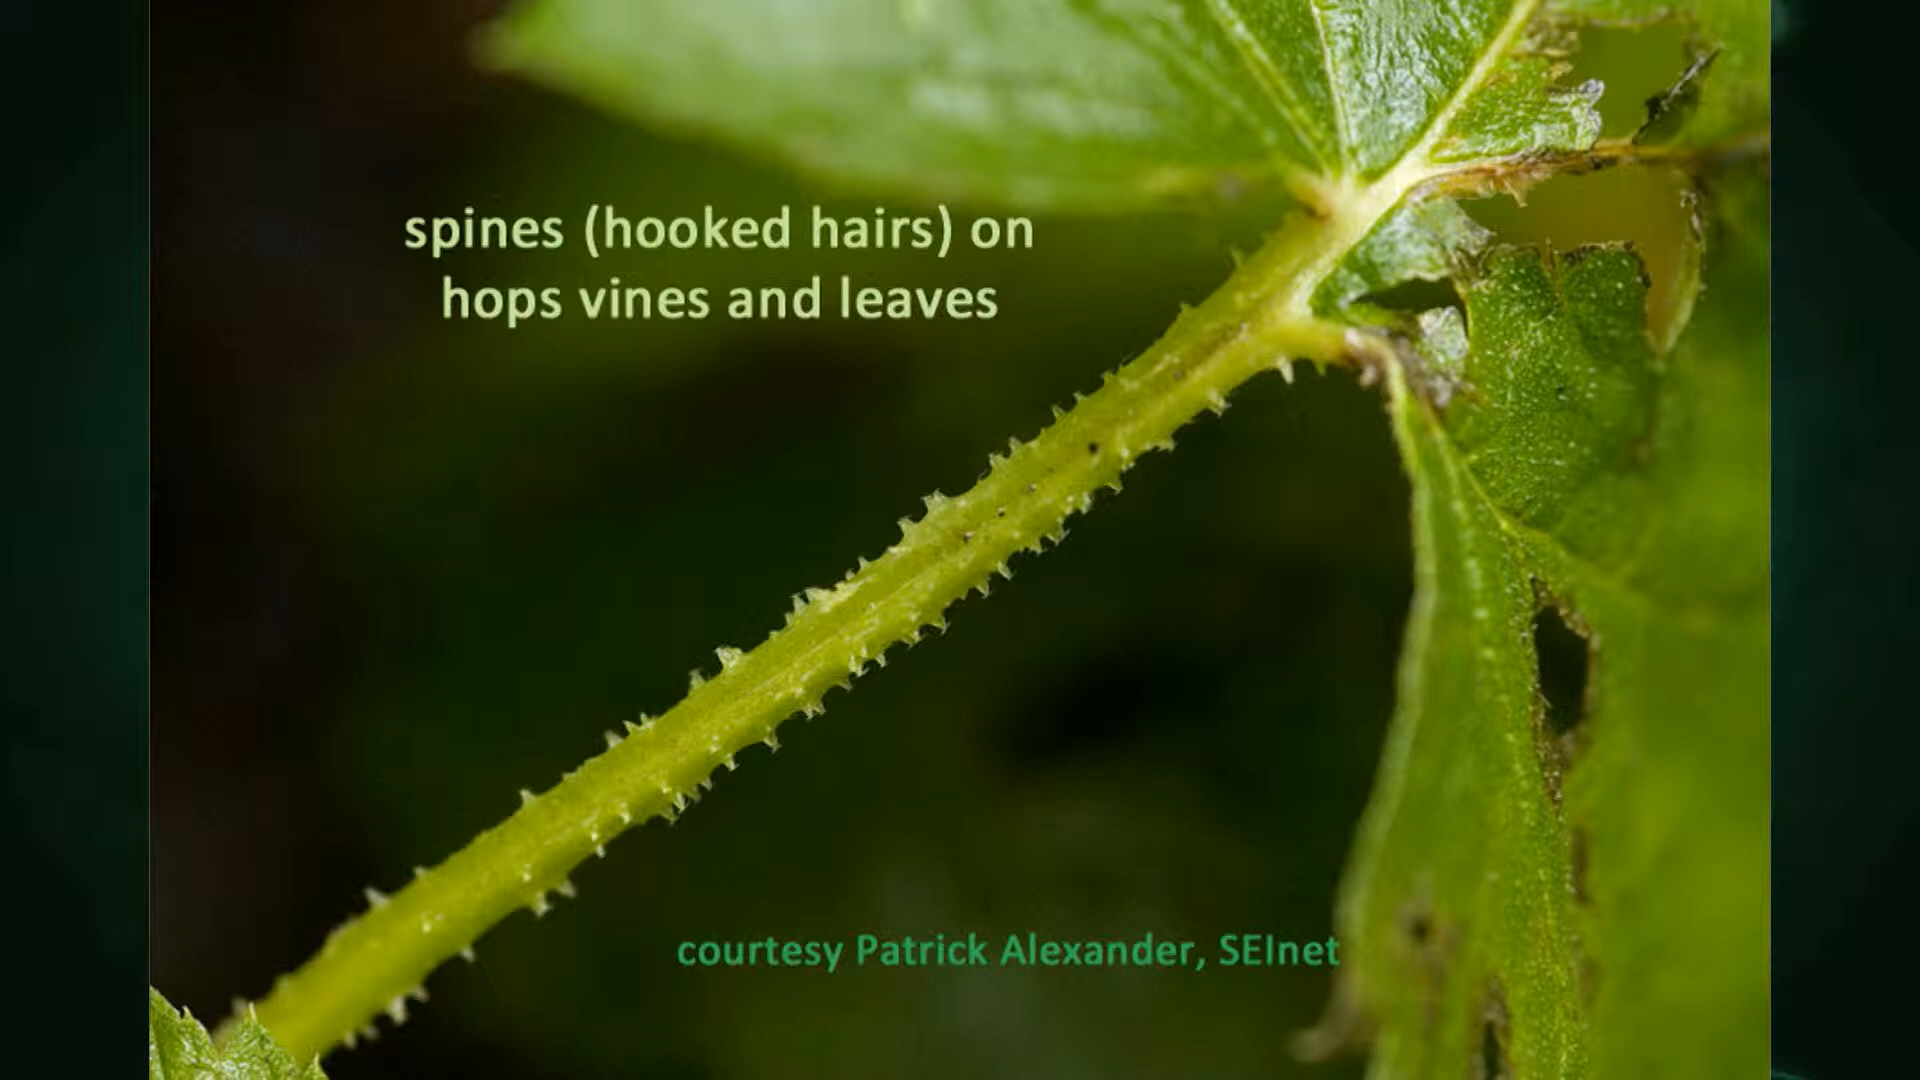 spines (hooked hairs) on
hops vines and leaves
courtesy Patrick Alexander, SEInet